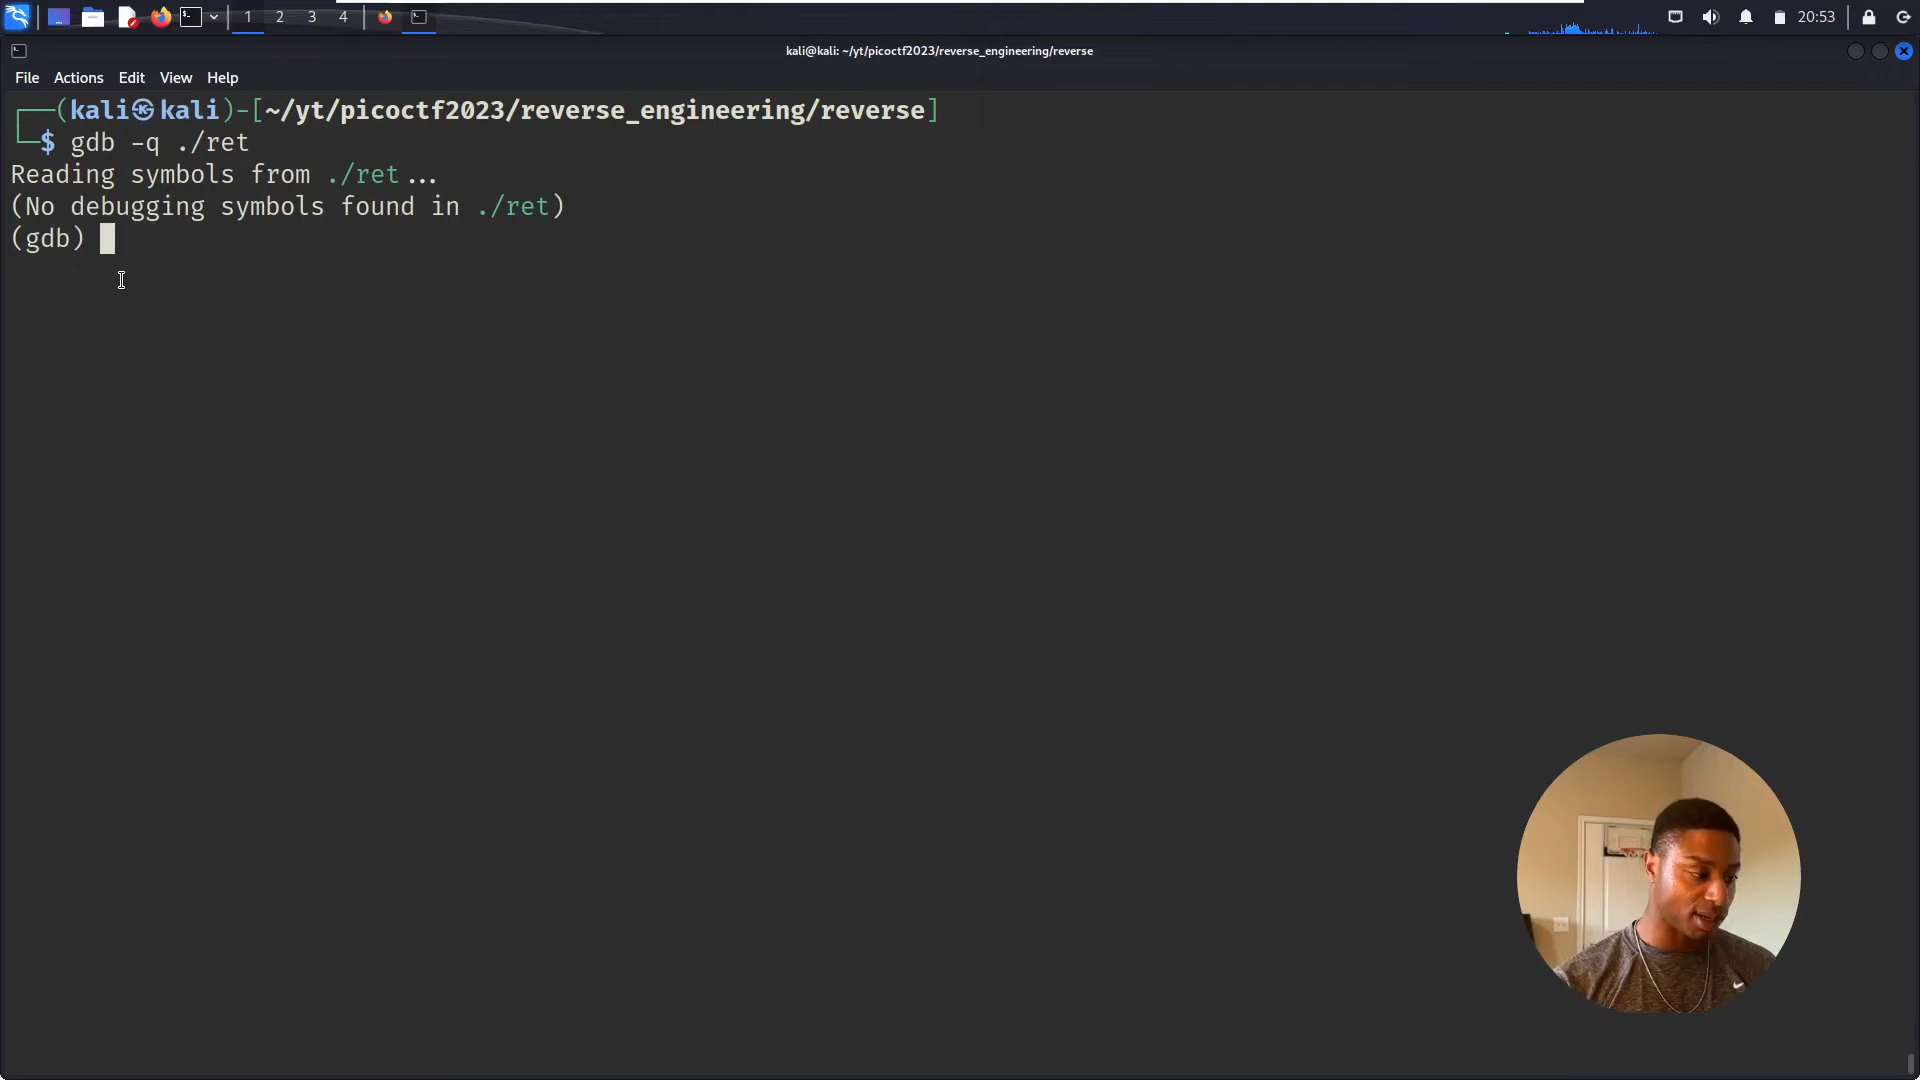 1 2 3 4 20:53
kali@kali: ~/yt/picoctf2023/reverse_engineering/reverse
File Actions Edit View Help
┌──(kali㉿kali)-[~/yt/picoctf2023/reverse_engineering/reverse]
└─$ gdb -q ./ret
Reading symbols from ./ret...
(No debugging symbols found in ./ret)
(gdb)